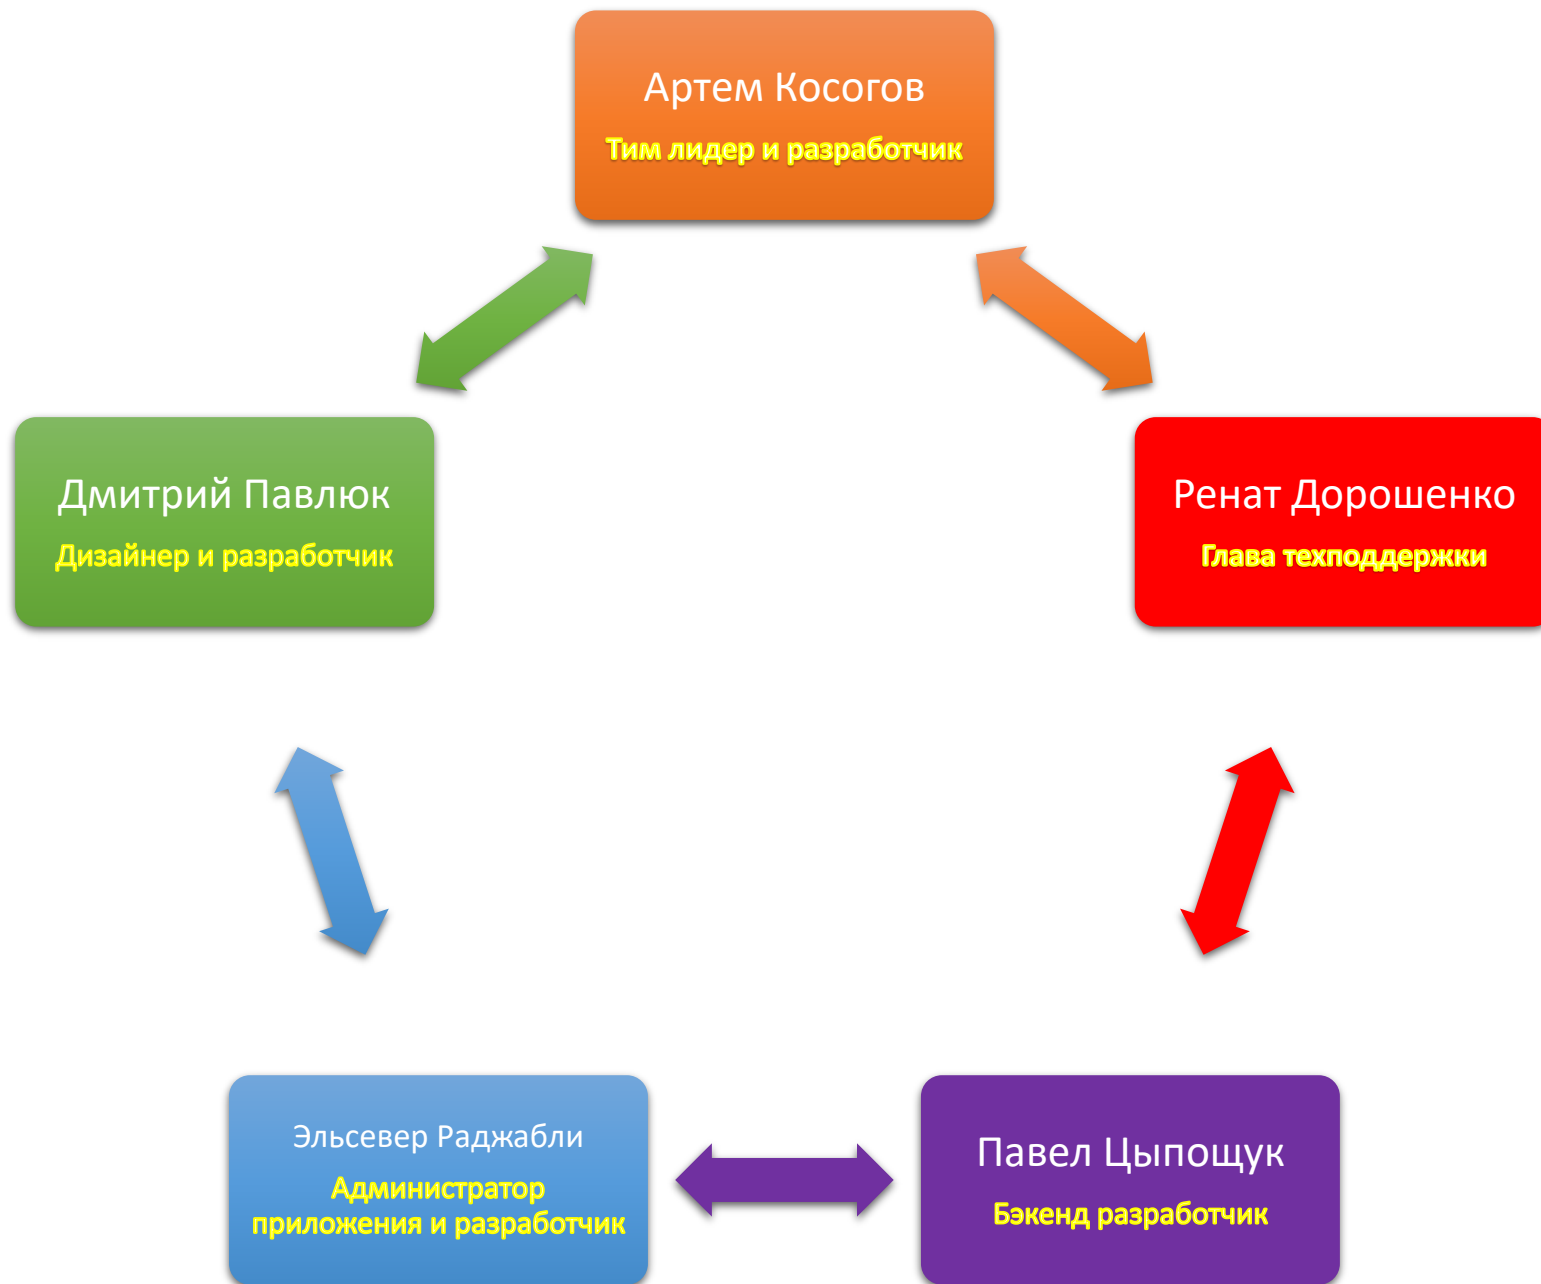 Артем Косогов
Тим лидер и разработчик
Дмитрий Павлюк
Дизайнер и разработчик
Ренат Дорошенко
Глава техподдержки
Эльсевер Раджабли
Администратор
приложения и разработчик
Павел Цыпощук
Бэкенд разработчик